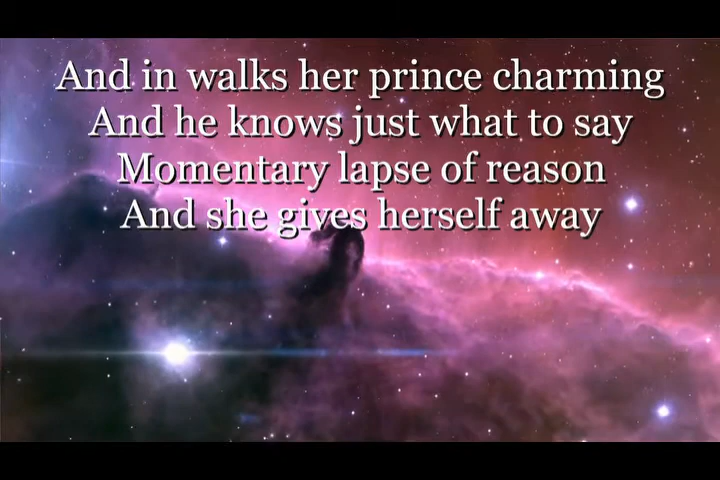 And in walks her prince charming
And he knows just what to say
Momentary lapse of reason
And she gives herself away